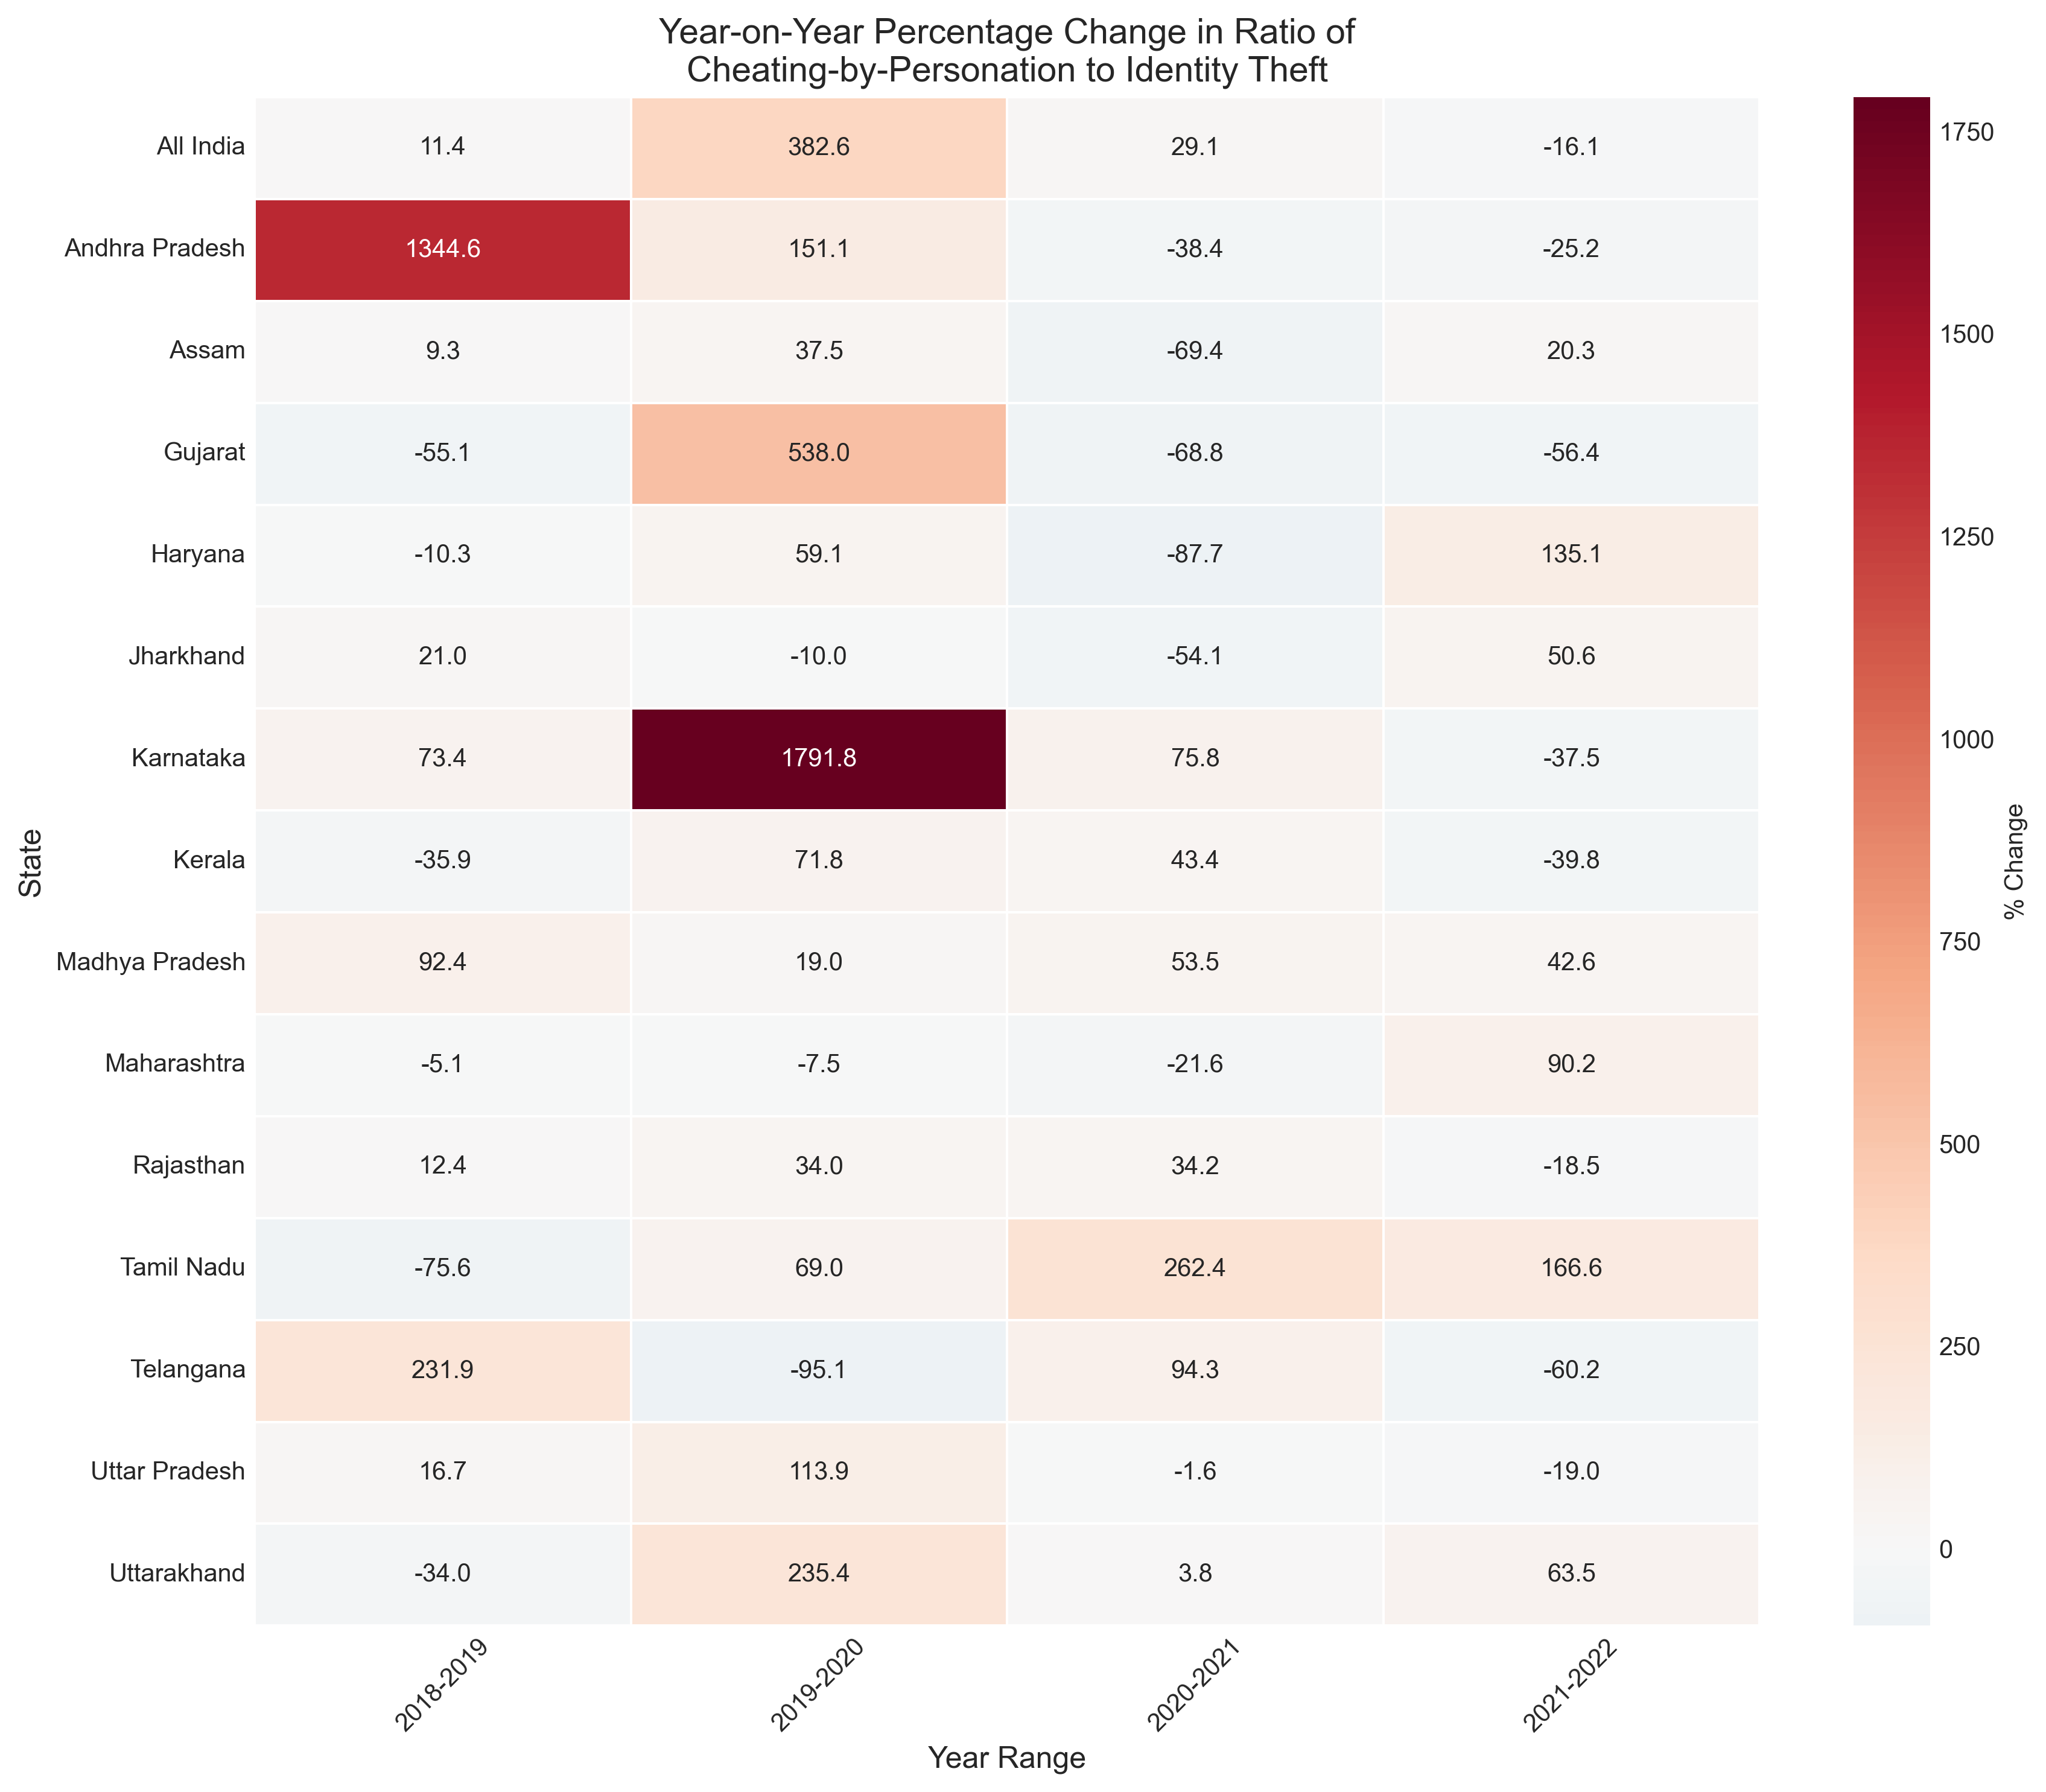 Year-on-Year Percentage Change in Ratio of
Cheating-by-Personation to Identity Theft
All India 11.4 382.6 29.1 -16.1
Andhra Pradesh 1344.6 151.1 -38.4 -25.2
Assam 9.3 37.5 -69.4 20.3
Gujarat -55.1 538.0 -68.8 -56.4
Haryana -10.3 59.1 -87.7 135.1
Jharkhand 21.0 -10.0 -54.1 50.6
Karnataka 73.4 1791.8 75.8 -37.5
Kerala -35.9 71.8 43.4 -39.8
Madhya Pradesh 92.4 19.0 53.5 42.6
Maharashtra -5.1 -7.5 -21.6 90.2
Rajasthan 12.4 34.0 34.2 -18.5
Tamil Nadu -75.6 69.0 262.4 166.6
Telangana 231.9 -95.1 94.3 -60.2
Uttar Pradesh 16.7 113.9 -1.6 -19.0
Uttarakhand -34.0 235.4 3.8 63.5
State
2018-2019 2019-2020 2020-2021 2021-2022
Year Range
1750
1500
1250
1000
750
500
250
0
% Change